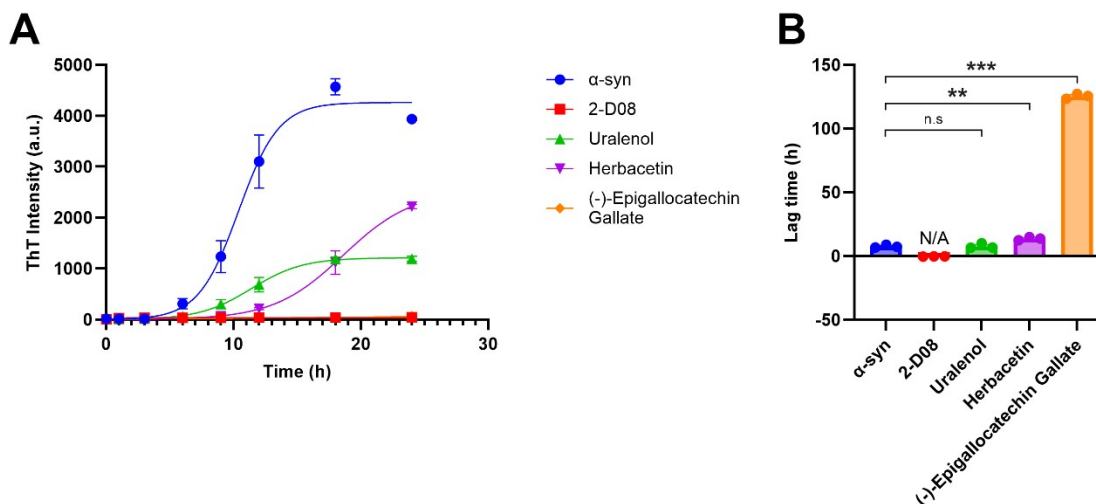 A
ThT Intensity (a.u.)
5000
4000
3000
2000
1000
0
0
10
20
30
Time (h)
α-syn
2-D08
Uralenol
Herbacetin
(-)-Epigallocatechin
Gallate
B
Lag time (h)
150
100
50
0
-50
***
**
n.s
N/A
α-syn
2-D08
Uralenol
Herbacetin
(-)-Epigallocatechin Gallate